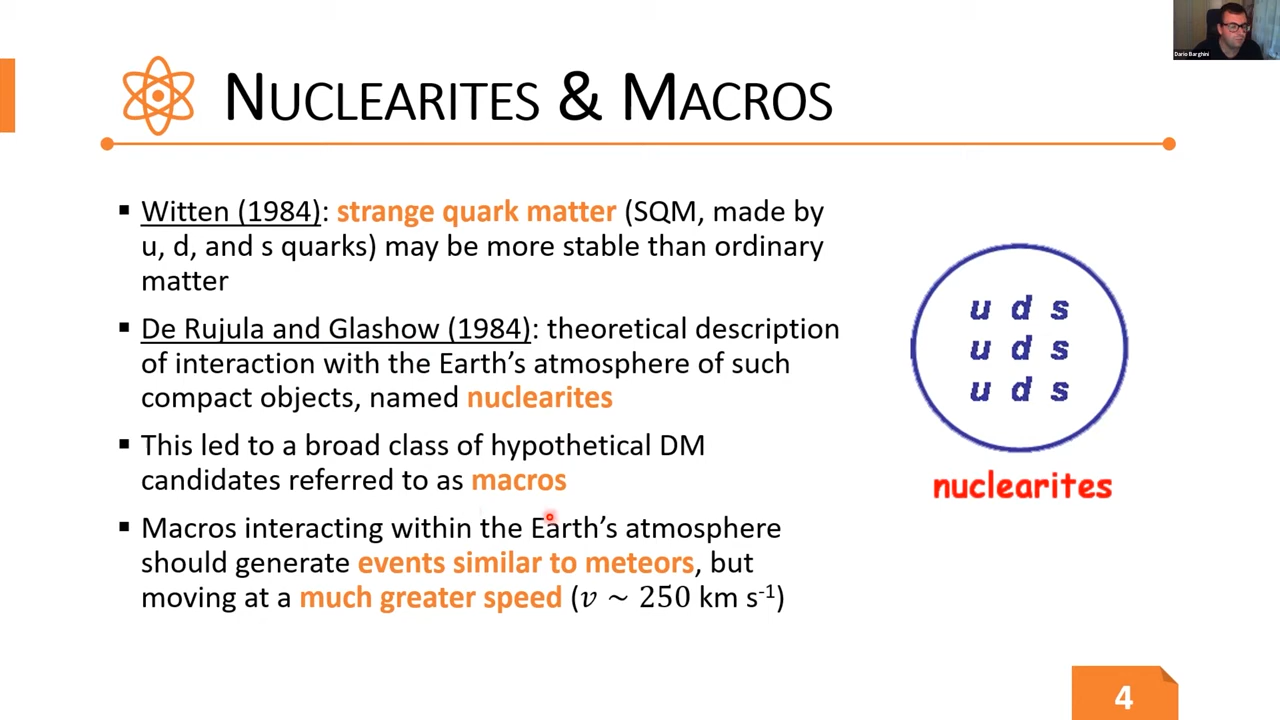 Dario Barghini
NUCLEARITES & MACROS
▪ Witten (1984): strange quark matter (SQM, made by
u, d, and s quarks) may be more stable than ordinary
matter
▪ De Rujula and Glashow (1984): theoretical description
of interaction with the Earth’s atmosphere of such
compact objects, named nuclearites
▪ This led to a broad class of hypothetical DM
candidates referred to as macros
▪ Macros interacting within the Earth’s atmosphere
should generate events similar to meteors, but
moving at a much greater speed (v ~ 250 km s-1)
u d s
u d s
u d s
nuclearites
4